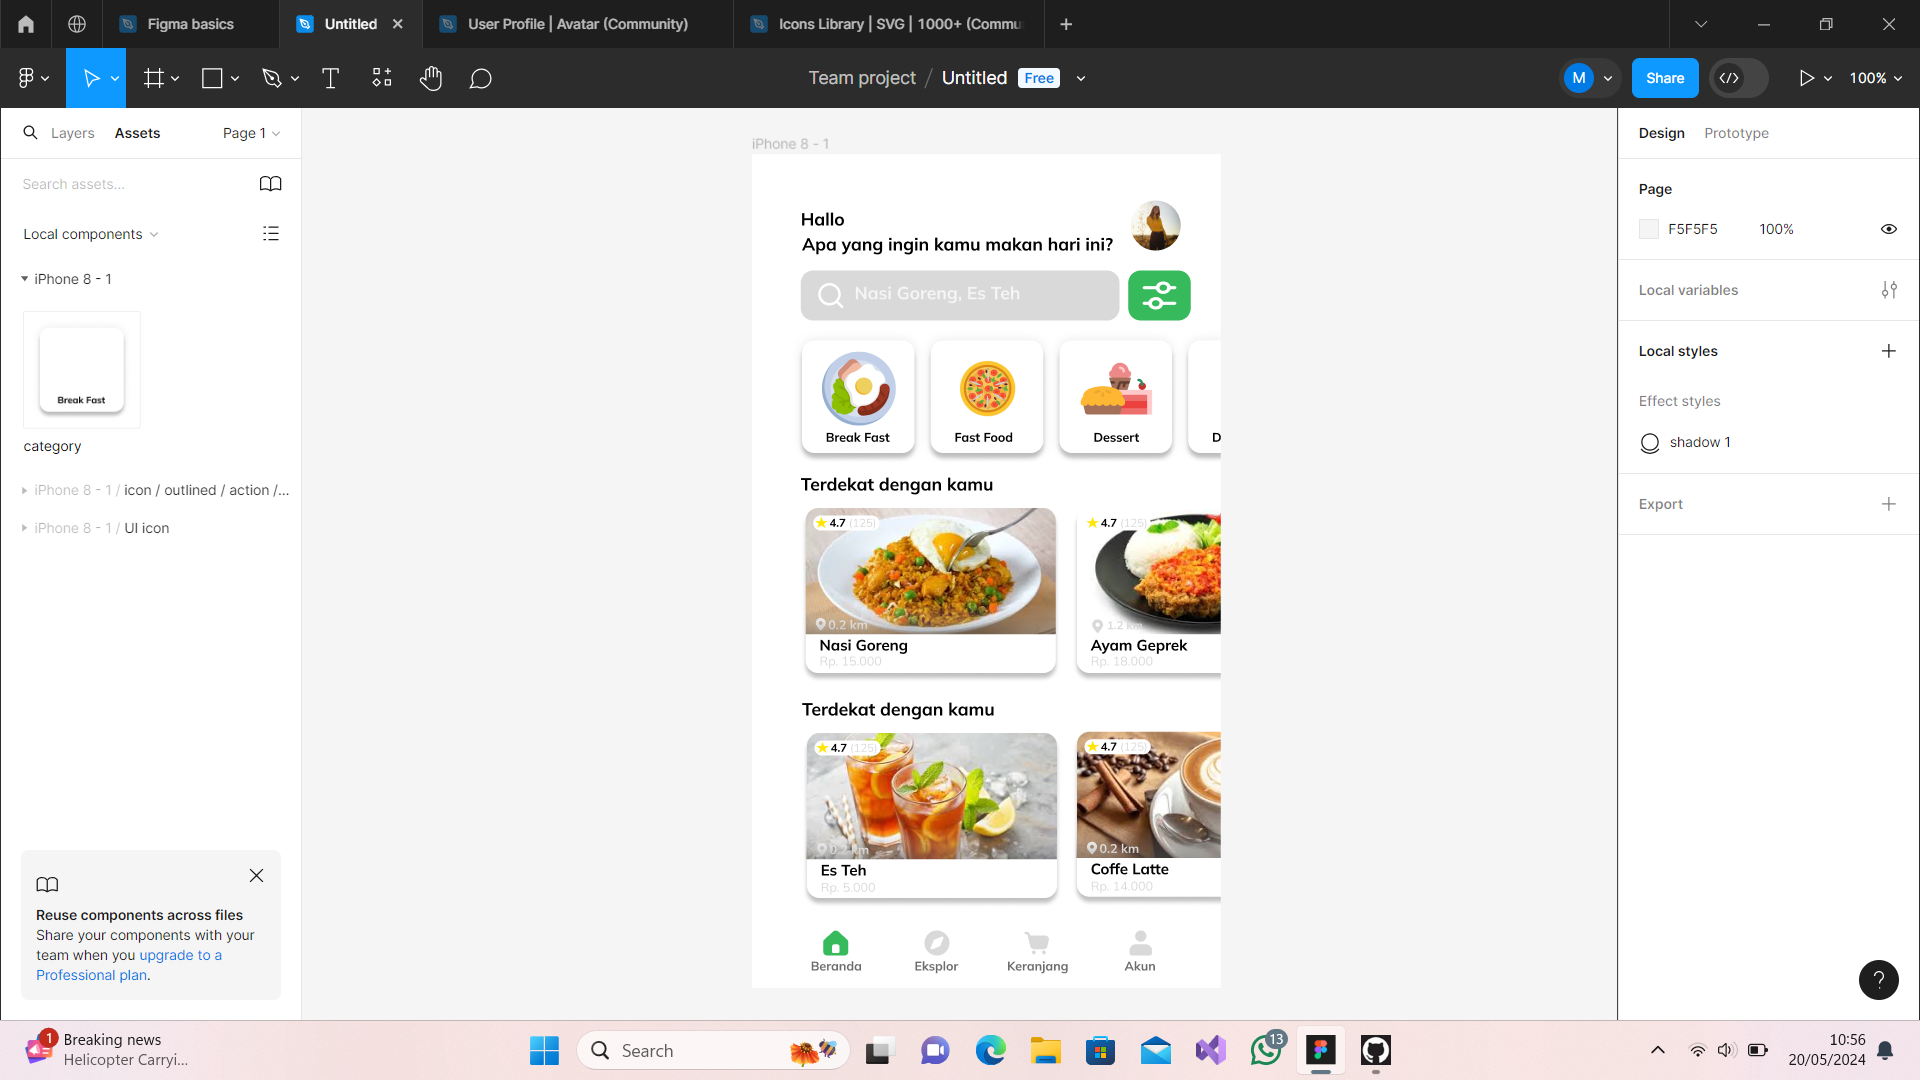 Figma basics
Untitled
User Profile | Avatar (Community)
Icons Library | SVG | 1000+ (Commu
Team project / Untitled Free
M
Share
100%
Layers Assets Page 1
Search assets...
Local components
iPhone 8 - 1
Break Fast
category
iPhone 8 - 1 / icon / outlined / action /...
iPhone 8 - 1 / UI icon
Reuse components across files
Share your components with your
team when you upgrade to a
Professional plan.
iPhone 8 - 1
Hallo
Apa yang ingin kamu makan hari ini?
Nasi Goreng, Es Teh
Break Fast
Fast Food
Dessert
D
Terdekat dengan kamu
4.7 (125)
0.2 km
Nasi Goreng
Rp. 15.000
4.7 (125)
1.2 km
Ayam Geprek
Rp. 18.000
Terdekat dengan kamu
4.7 (125)
0.2 km
Es Teh
Rp. 5.000
4.7 (125)
0.2 km
Coffe Latte
Rp. 14.000
Beranda
Eksplor
Keranjang
Akun
Design Prototype
Page
F5F5F5 100%
Local variables
Local styles
Effect styles
shadow 1
Export
?
1
Breaking news
Helicopter Carryi...
Search
13
10:56
20/05/2024